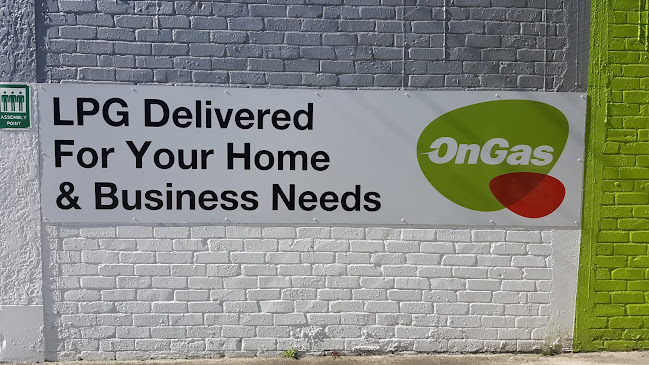 ASSEMBLY
POINT
LPG Delivered
For Your Home
& Business Needs
OnGas